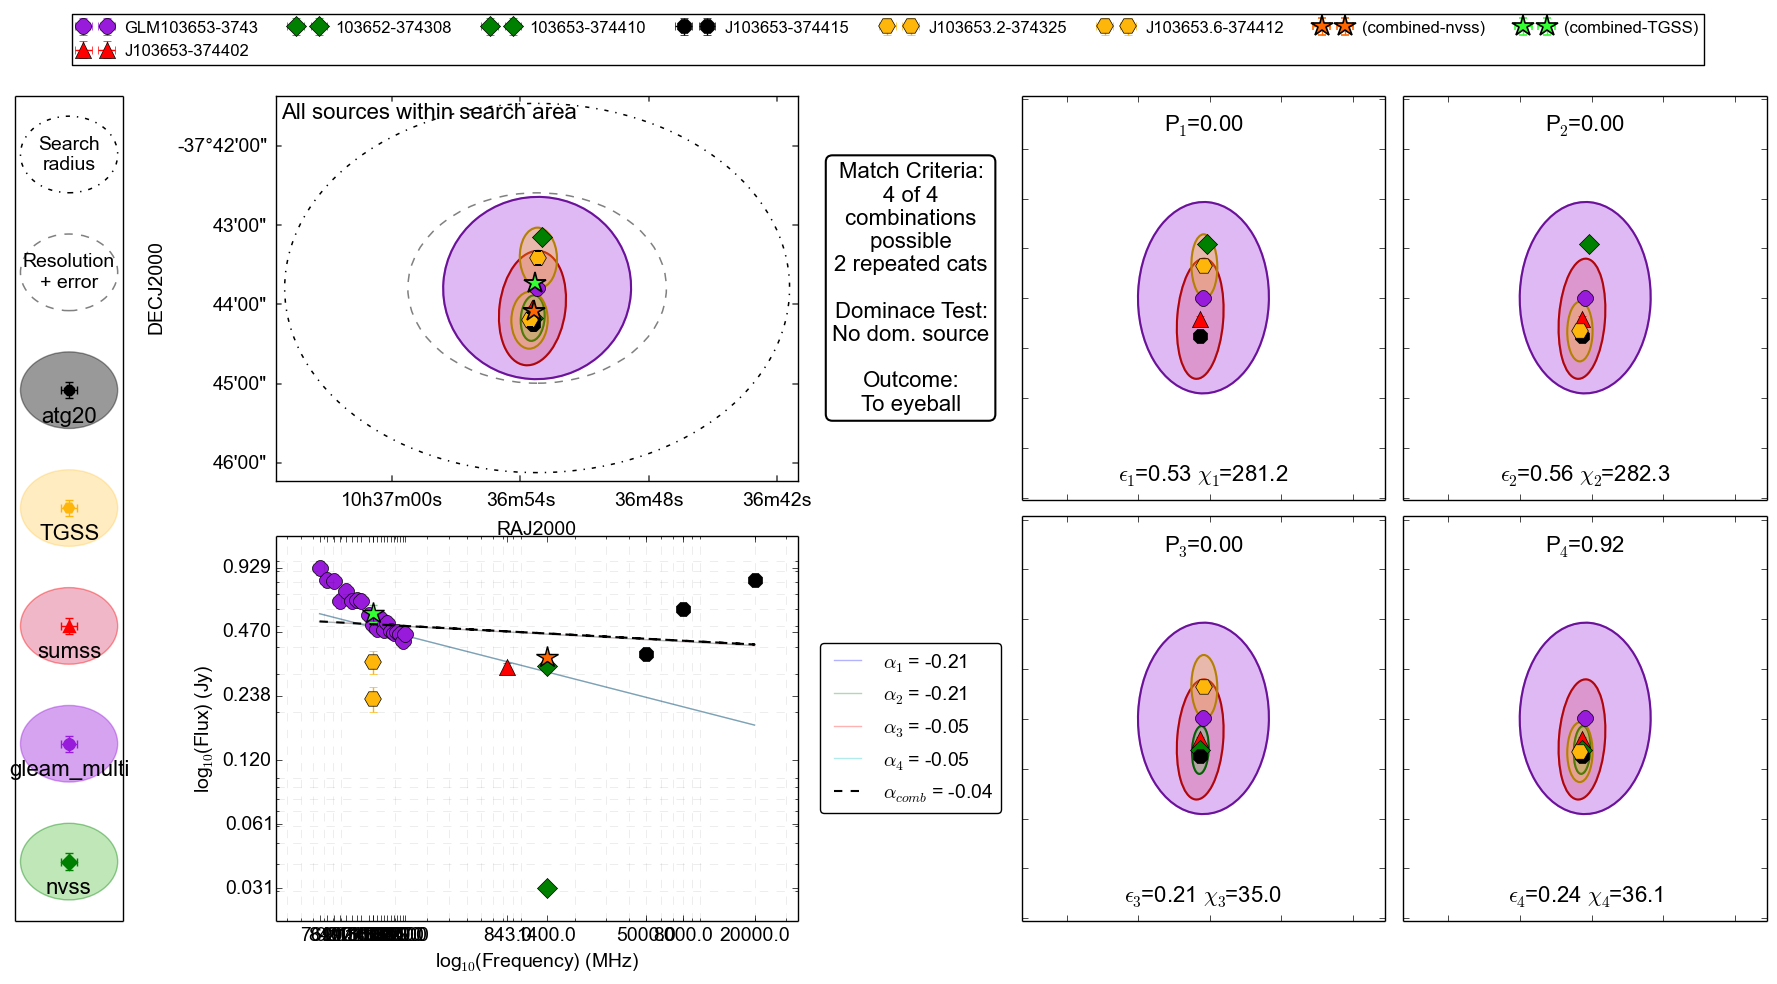 GLM103653-3743
103652-374308
103653-374410
J103653-374415
J103653.2-374325
J103653.6-374412
(combined-nvss)
(combined-TGSS)
J103653-374402
Search
radius
Resolution
+ error
atg20
TGSS
sumss
gleam_multi
nvss
All sources within search area
DECJ2000
-37°42'00"
43'00"
44'00"
45'00"
46'00"
10h37m00s
36m54s
36m48s
36m42s
RAJ2000
Match Criteria:
4 of 4
combinations
possible
2 repeated cats
Dominace Test:
No dom. source
Outcome:
To eyeball
P1=0.00
ϵ1=0.53 χ1=281.2
P2=0.00
ϵ2=0.56 χ2=282.3
log10(Flux) (Jy)
0.929
0.470
0.238
0.120
0.061
0.031
843.0
1400.0
5000.0
8000.0
20000.0
log10(Frequency) (MHz)
α1 = -0.21
α2 = -0.21
α3 = -0.05
α4 = -0.05
αcomb = -0.04
P3=0.00
ϵ3=0.21 χ3=35.0
P4=0.92
ϵ4=0.24 χ4=36.1